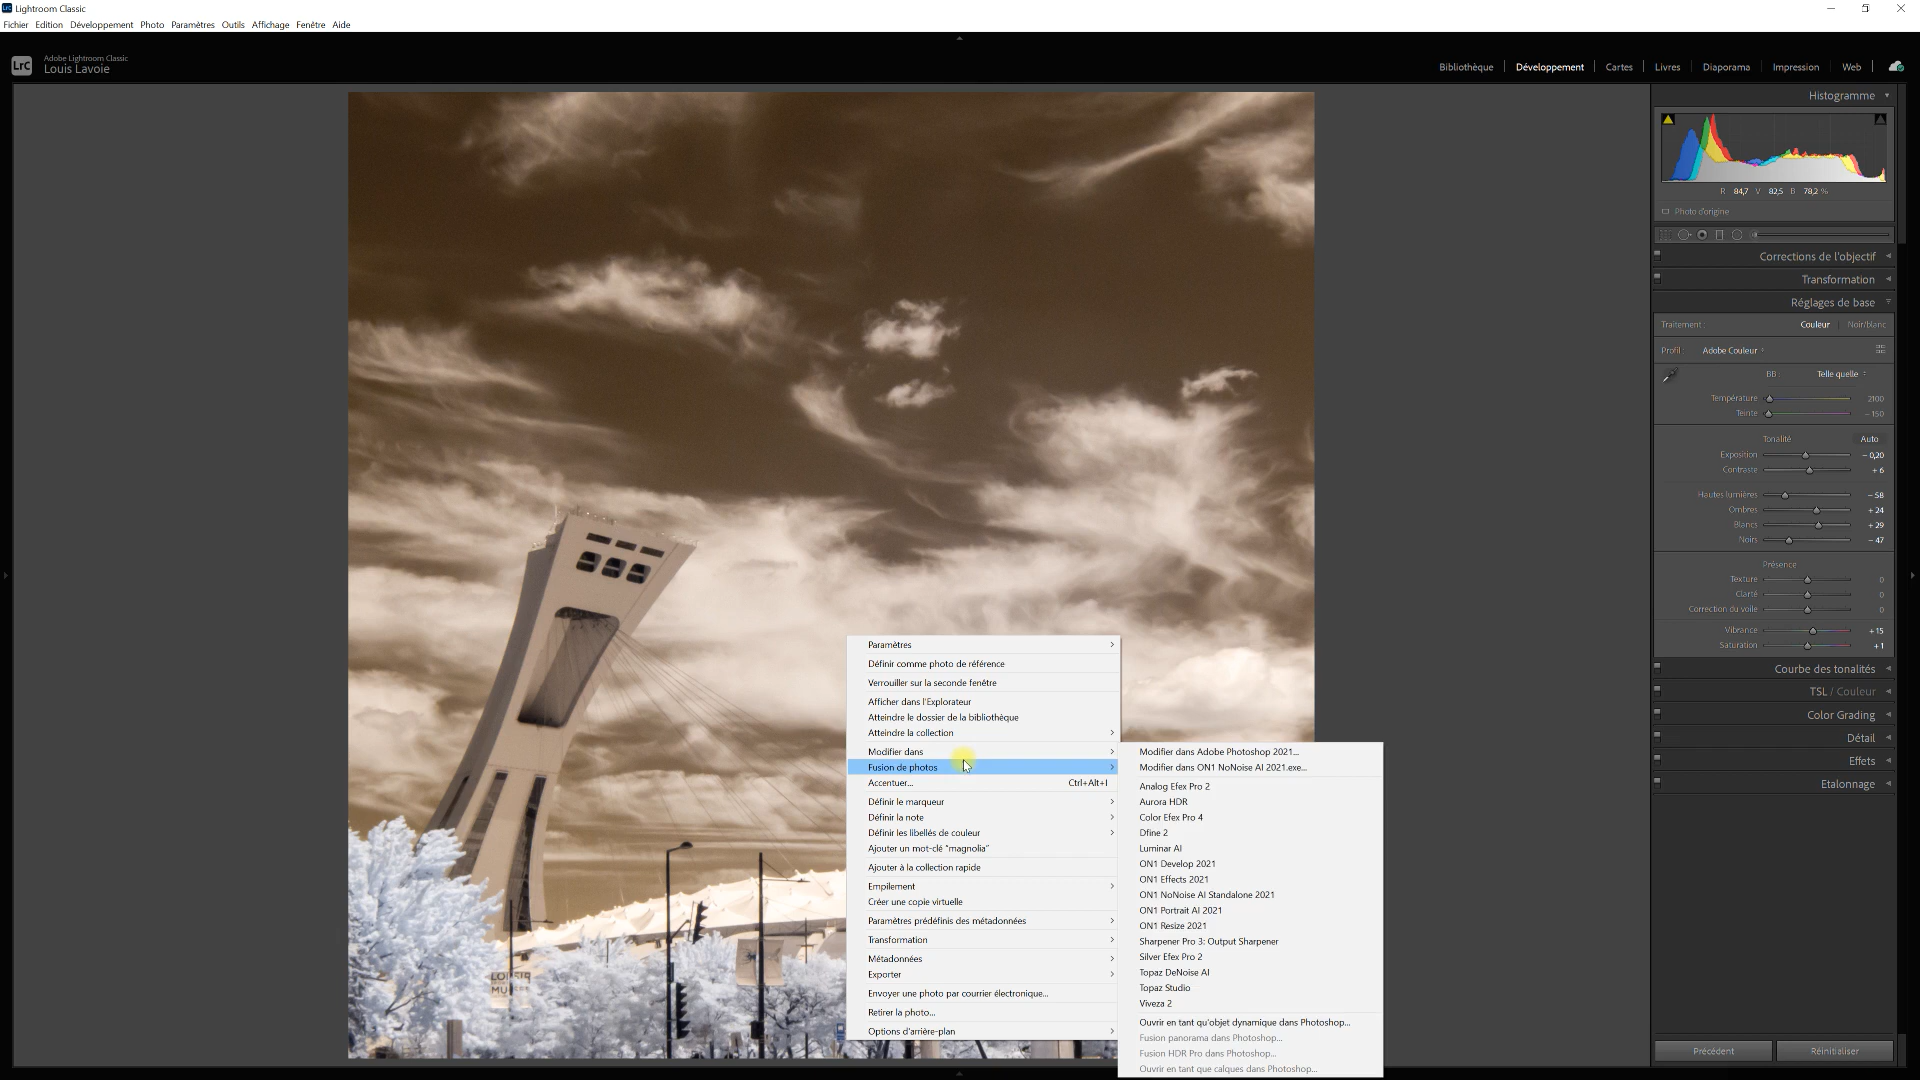 Lightroom Classic
Fichier Edition Développement Photo Paramètres Outils Affichage Fenêtre Aide
LrC
Adobe Lightroom Classic
Louis Lavoie
Bibliothèque | Développement | Cartes | Livres | Diaporama | Impression | Web
Histogramme
R 84,7 V 82,5 B 78,2 %
Photo d'origine
Corrections de l'objectif
Transformation
Réglages de base
Traitement : Couleur | Noir/blanc
Profil Adobe Couleur
BB : Telle quelle
Température 2100
Teinte – 150
Tonalité Auto
Exposition – 0,20
Contraste + 6
Hautes lumières – 58
Ombres + 24
Blancs + 29
Noirs – 47
Présence
Texture 0
Clarté 0
Correction du voile 0
Vibrance + 15
Saturation + 1
Courbe des tonalités
TSL / Couleur
Color Grading
Détail
Effets
Etalonnage
Précédent Réinitialiser
Paramètres
Définir comme photo de référence
Verrouiller sur la seconde fenêtre
Afficher dans l'Explorateur
Atteindre le dossier de la bibliothèque
Atteindre la collection
Modifier dans
Fusion de photos
Accentuer... Ctrl+Alt+I
Définir le marqueur
Définir la note
Définir les libellés de couleur
Ajouter un mot-clé "magnolia"
Ajouter à la collection rapide
Empilement
Créer une copie virtuelle
Paramètres prédéfinis des métadonnées
Transformation
Métadonnées
Exporter
Envoyer une photo par courrier électronique...
Retirer la photo...
Options d'arrière-plan
Modifier dans Adobe Photoshop 2021...
Modifier dans ON1 NoNoise AI 2021.exe...
Analog Efex Pro 2
Aurora HDR
Color Efex Pro 4
Dfine 2
Luminar AI
ON1 Develop 2021
ON1 Effects 2021
ON1 NoNoise AI Standalone 2021
ON1 Portrait AI 2021
ON1 Resize 2021
Sharpener Pro 3: Output Sharpener
Silver Efex Pro 2
Topaz DeNoise AI
Topaz Studio
Viveza 2
Ouvrir en tant qu'objet dynamique dans Photoshop...
Fusion panorama dans Photoshop...
Fusion HDR Pro dans Photoshop...
Ouvrir en tant que calques dans Photoshop...